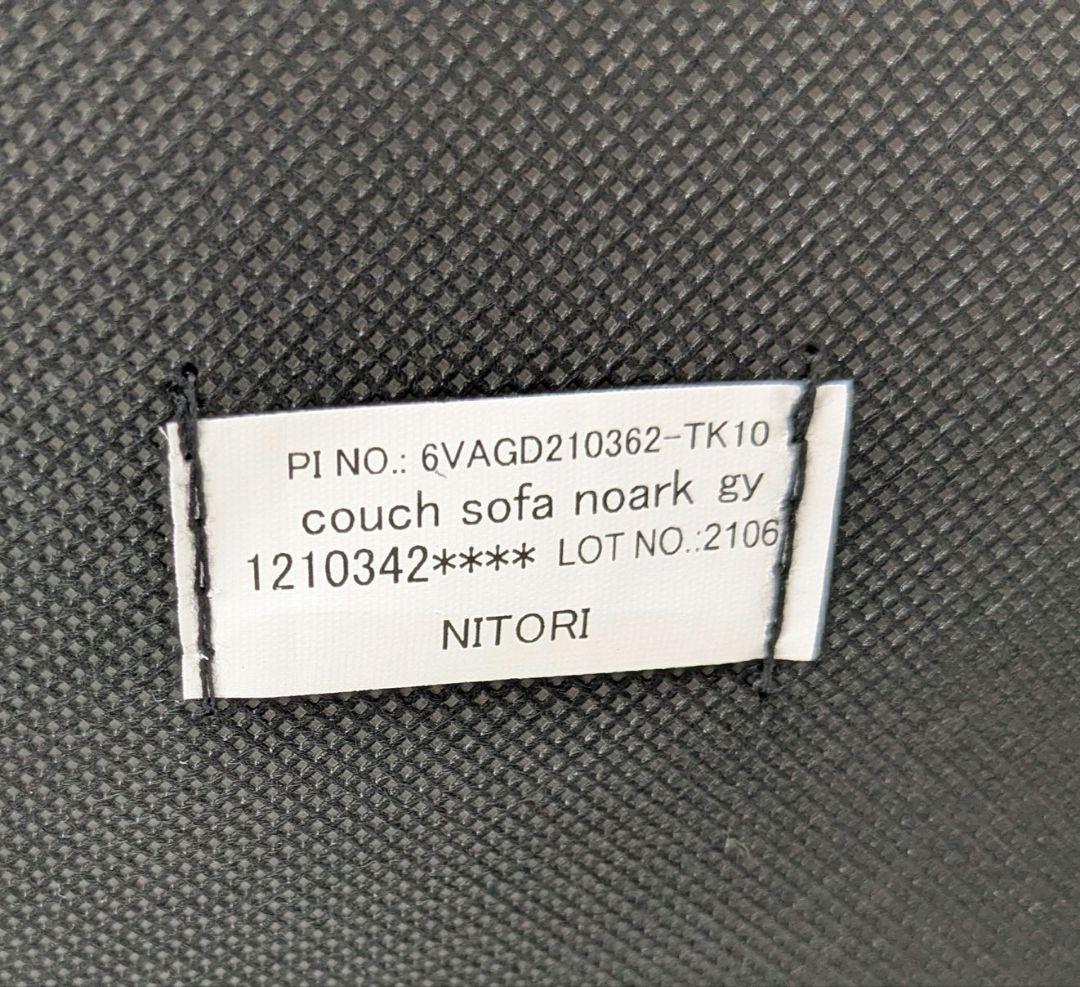 PI NO.: 6VAGD210362-TK10
couch sofa noark gy
1210342**** LOT NO.:2106
NITORI